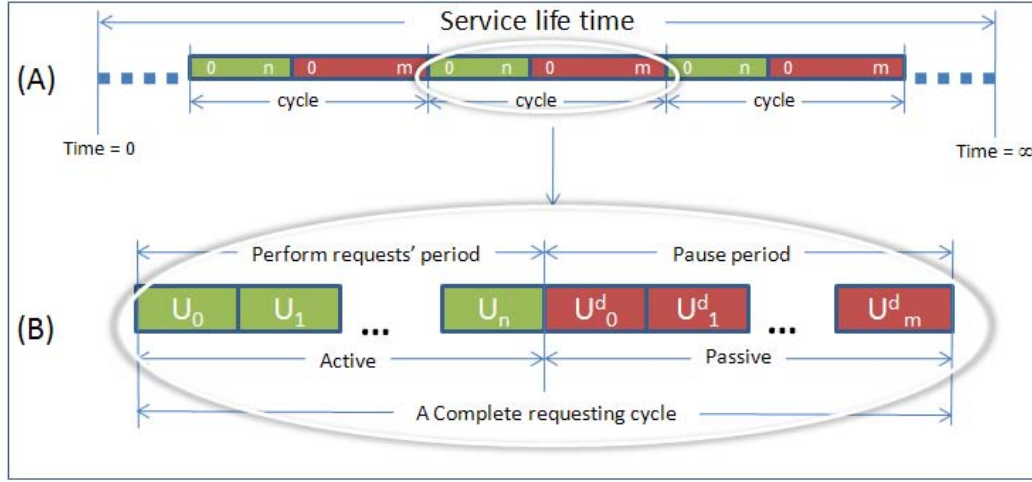 Service life time
(A)
0 n 0 m 0 n 0 m 0 n 0 m
cycle cycle cycle
Time = 0 Time = ∞
Perform requests' period Pause period
(B)
U₀ U₁ ... Uₙ Uᵈ₀ Uᵈ₁ ... Uᵈₘ
Active Passive
A Complete requesting cycle